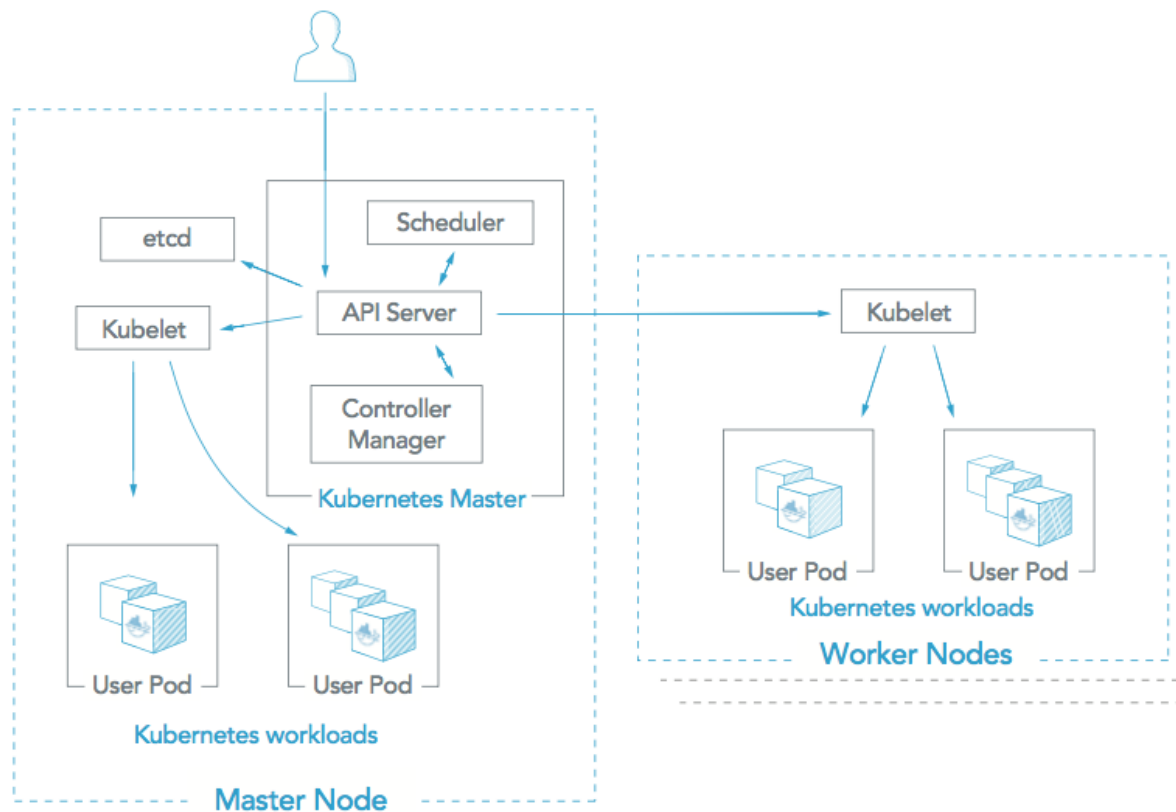 etcd
Scheduler
Kubelet
API Server
Controller
Manager
Kubernetes Master
User Pod
User Pod
Kubernetes workloads
Master Node
Kubelet
User Pod
User Pod
Kubernetes workloads
Worker Nodes